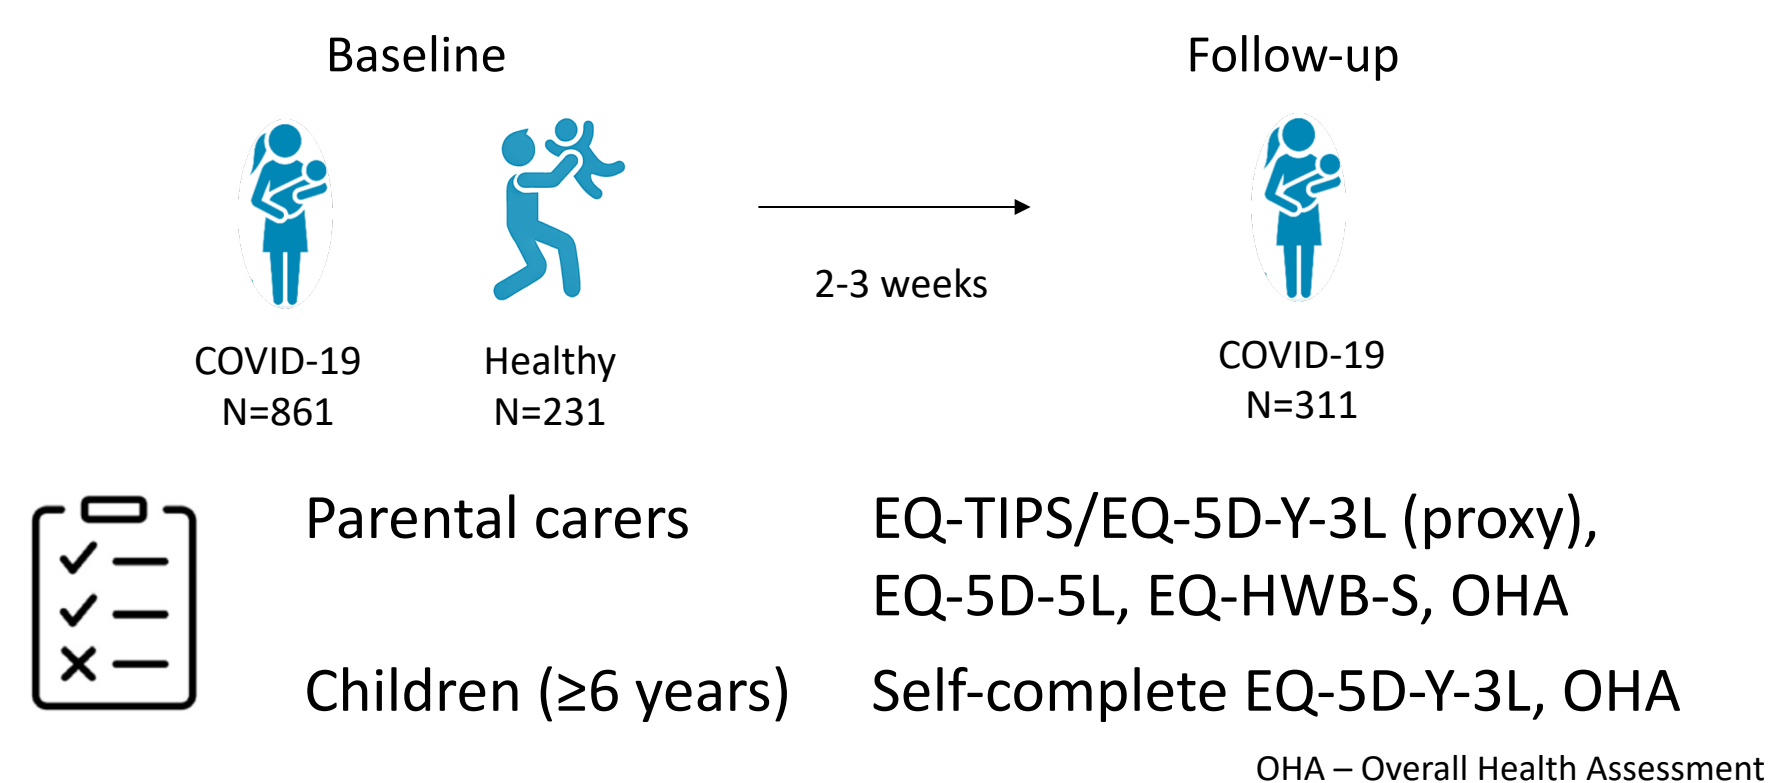 Baseline
Follow-up
2-3 weeks
COVID-19
N=861
Healthy
N=231
COVID-19
N=311
Parental carers
EQ-TIPS/EQ-5D-Y-3L (proxy),
EQ-5D-5L, EQ-HWB-S, OHA
Children (≥6 years)
Self-complete EQ-5D-Y-3L, OHA
OHA – Overall Health Assessment